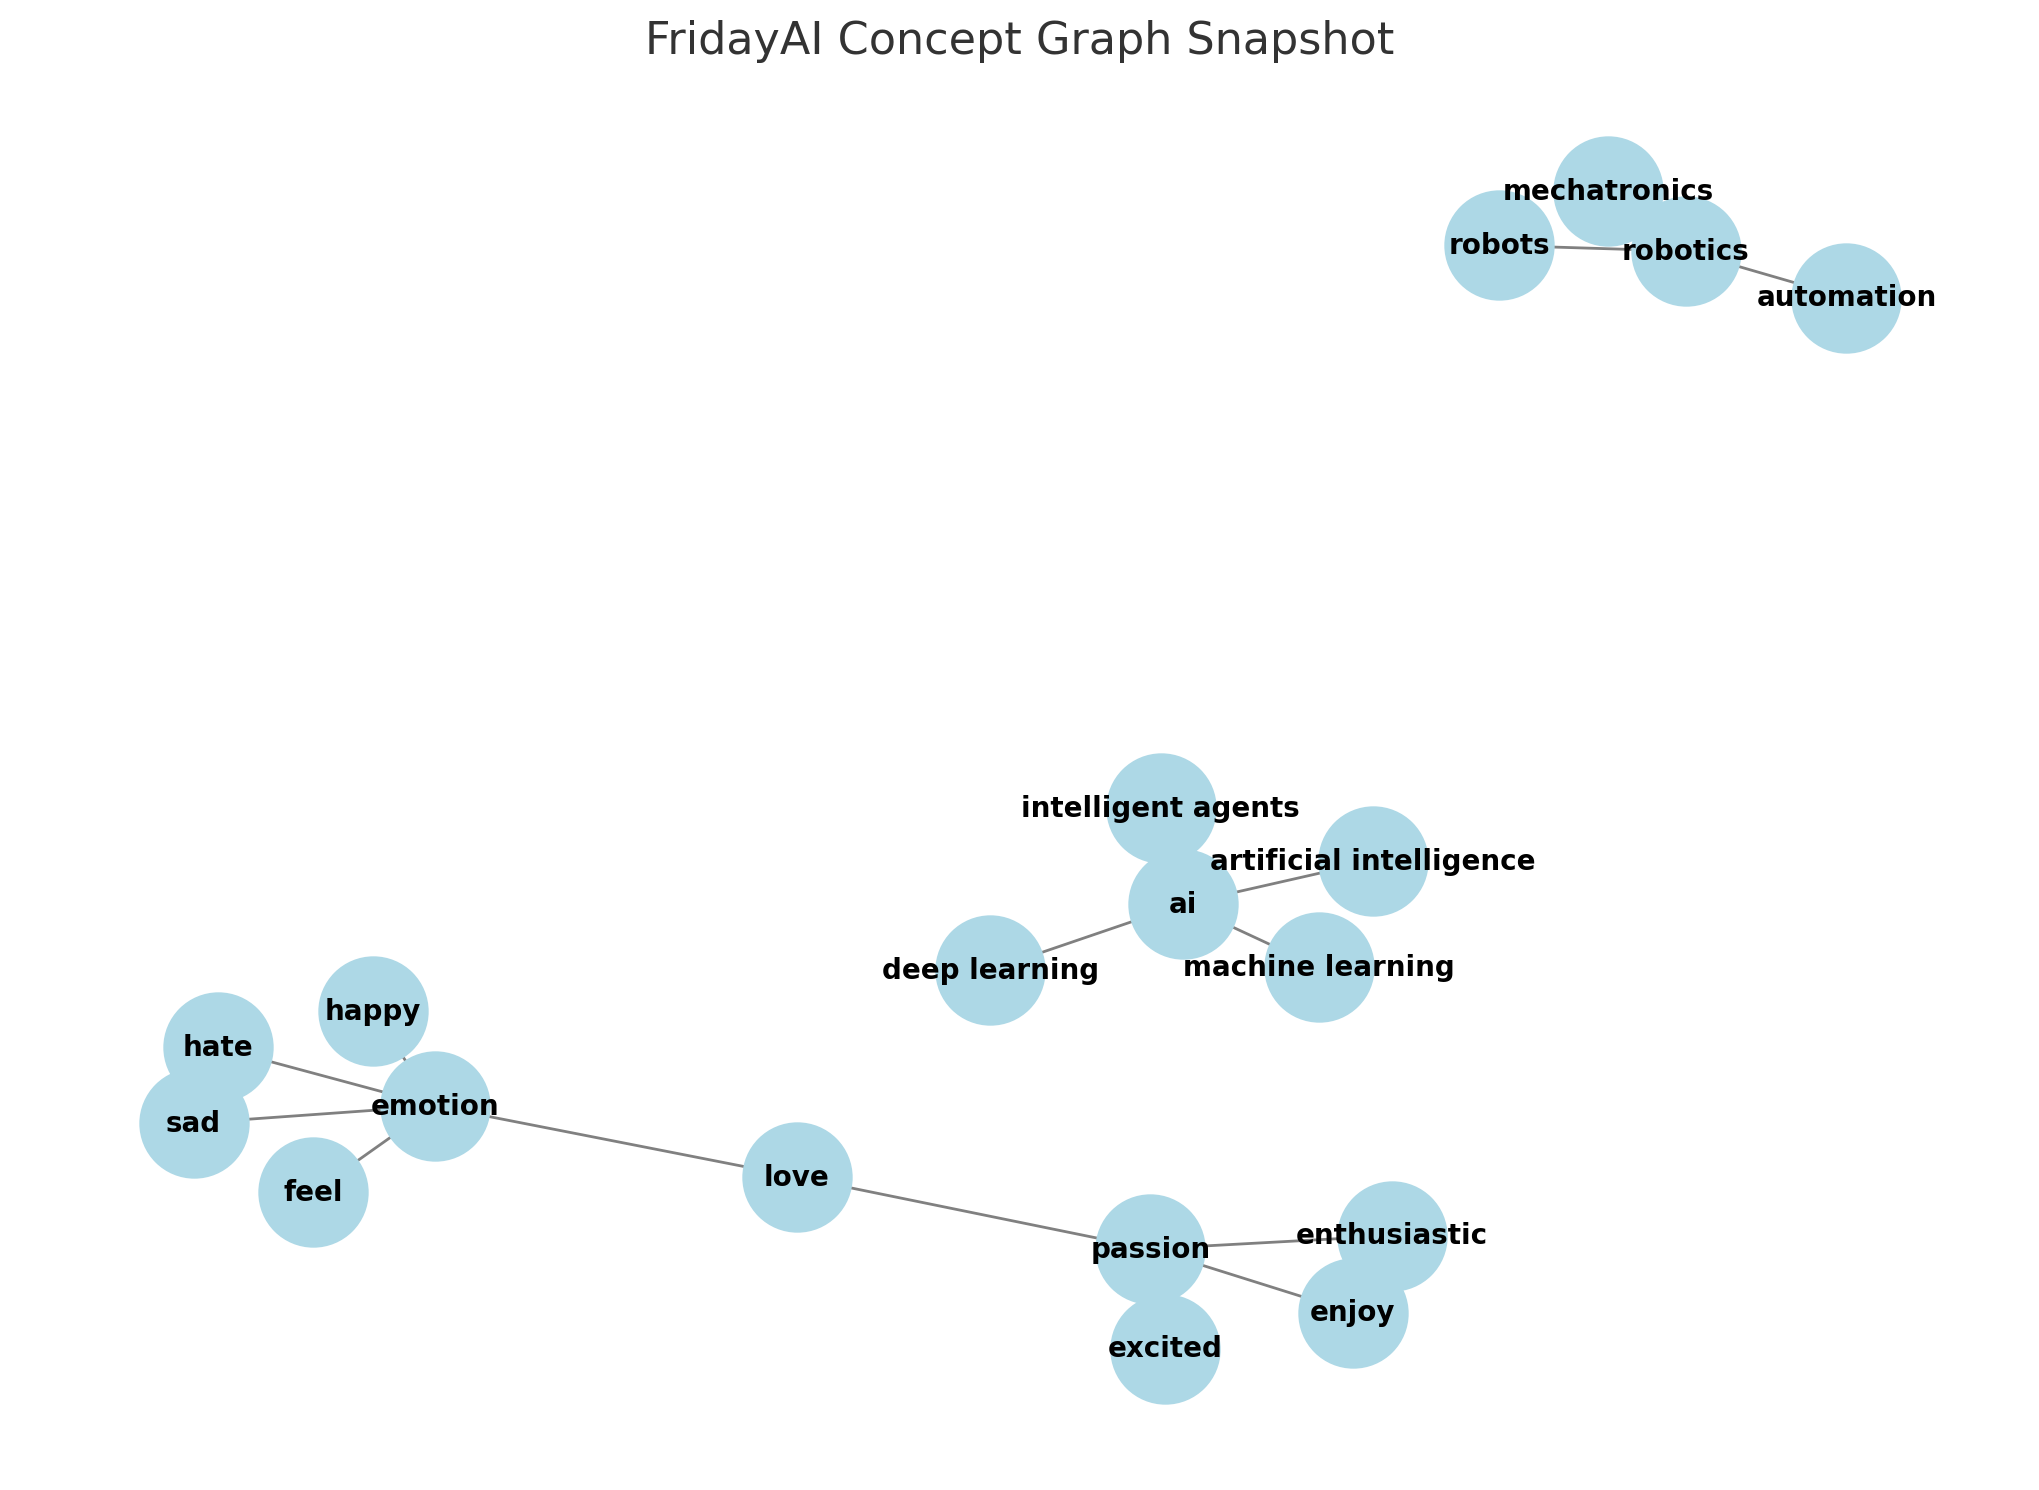 FridayAI Concept Graph Snapshot
mechatronics
robots
robotics
automation
intelligent agents
artificial intelligence
ai
deep learning
machine learning
happy
hate
emotion
sad
feel
love
passion
enthusiastic
enjoy
excited